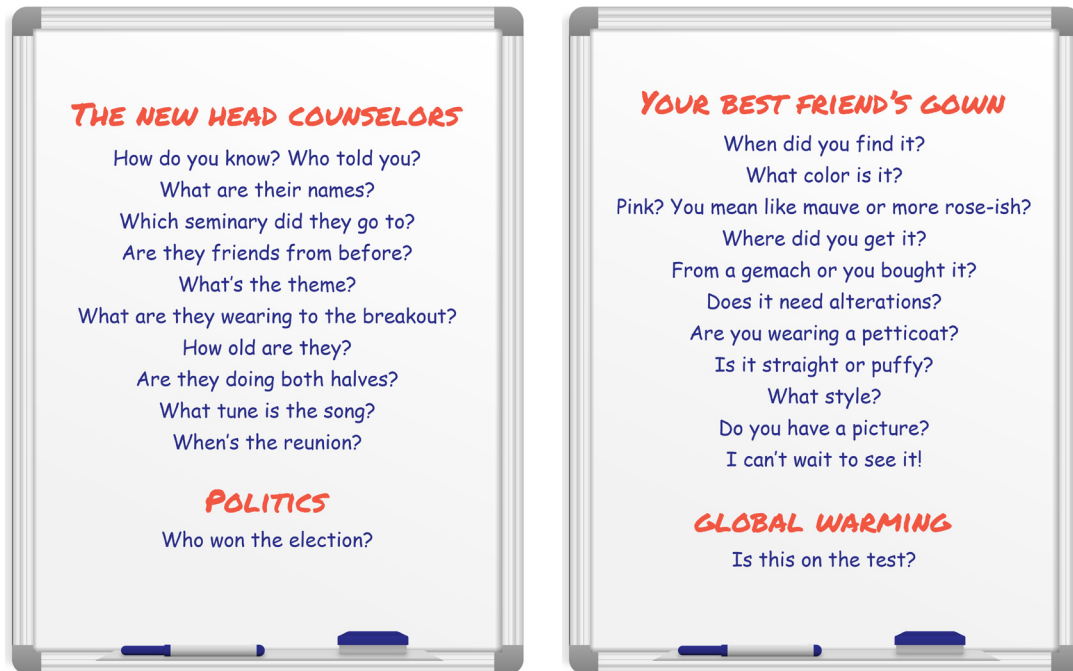 The new head counselors
How do you know? Who told you?
What are their names?
Which seminary did they go to?
Are they friends from before?
What's the theme?
What are they wearing to the breakout?
How old are they?
Are they doing both halves?
What tune is the song?
When's the reunion?
Politics
Who won the election?
Your best friend's gown
When did you find it?
What color is it?
Pink? You mean like mauve or more rose-ish?
Where did you get it?
From a gemach or you bought it?
Does it need alterations?
Are you wearing a petticoat?
Is it straight or puffy?
What style?
Do you have a picture?
I can't wait to see it!
global warming
Is this on the test?